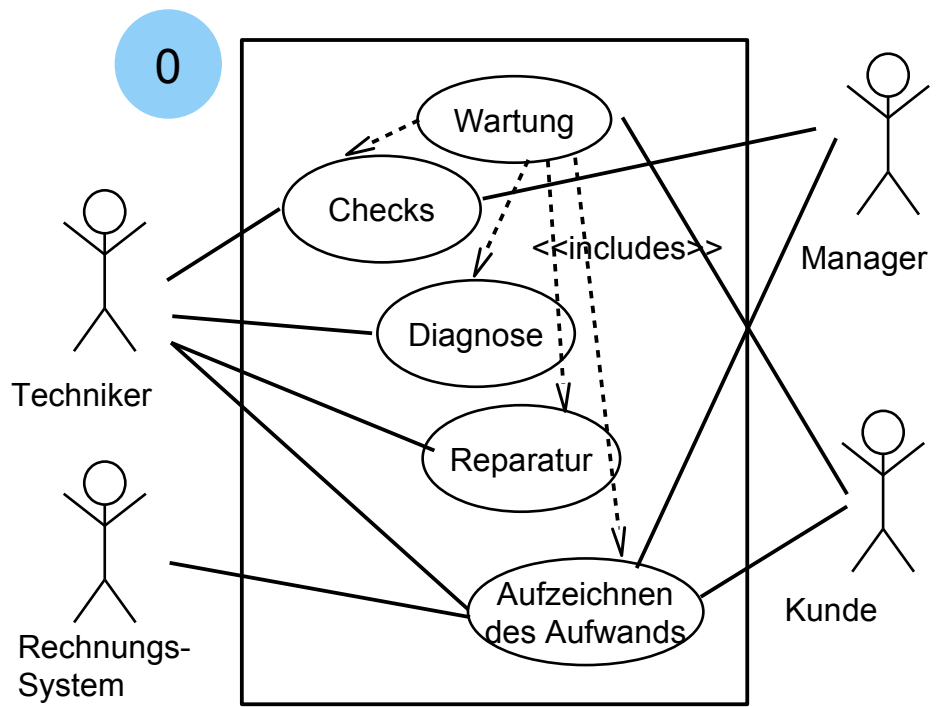 0
Wartung
Checks
<<includes>>
Manager
Diagnose
Techniker
Reparatur
Aufzeichnen
des Aufwands
Kunde
Rechnungs-
System